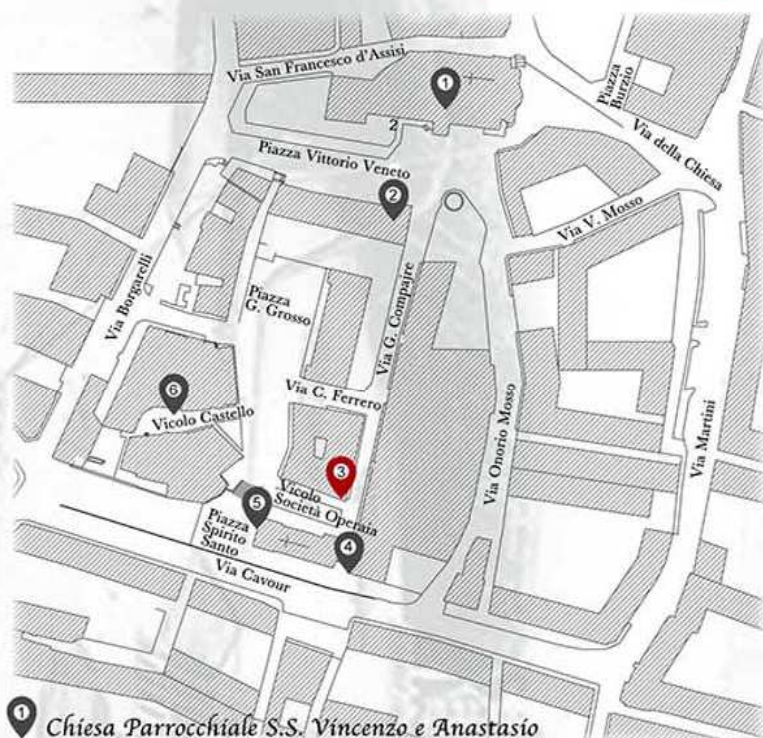 Via San Francesco d'Assisi
1
Piazza Burzio
2
Via della Chiesa
Piazza Vittorio Veneto
2
Via V. Mosso
Via Borgarelli
Piazza
G. Grosso
Via G. Compajre
6
Vicolo Castello
Via C. Ferrero
Via Onorio Mosso
Via Martini
3
Vicolo
Società Operaia
5
Piazza
Spirito
Santo
4
Via Cavour
1 Chiesa Parrocchiale S.S. Vincenzo e Anastasio